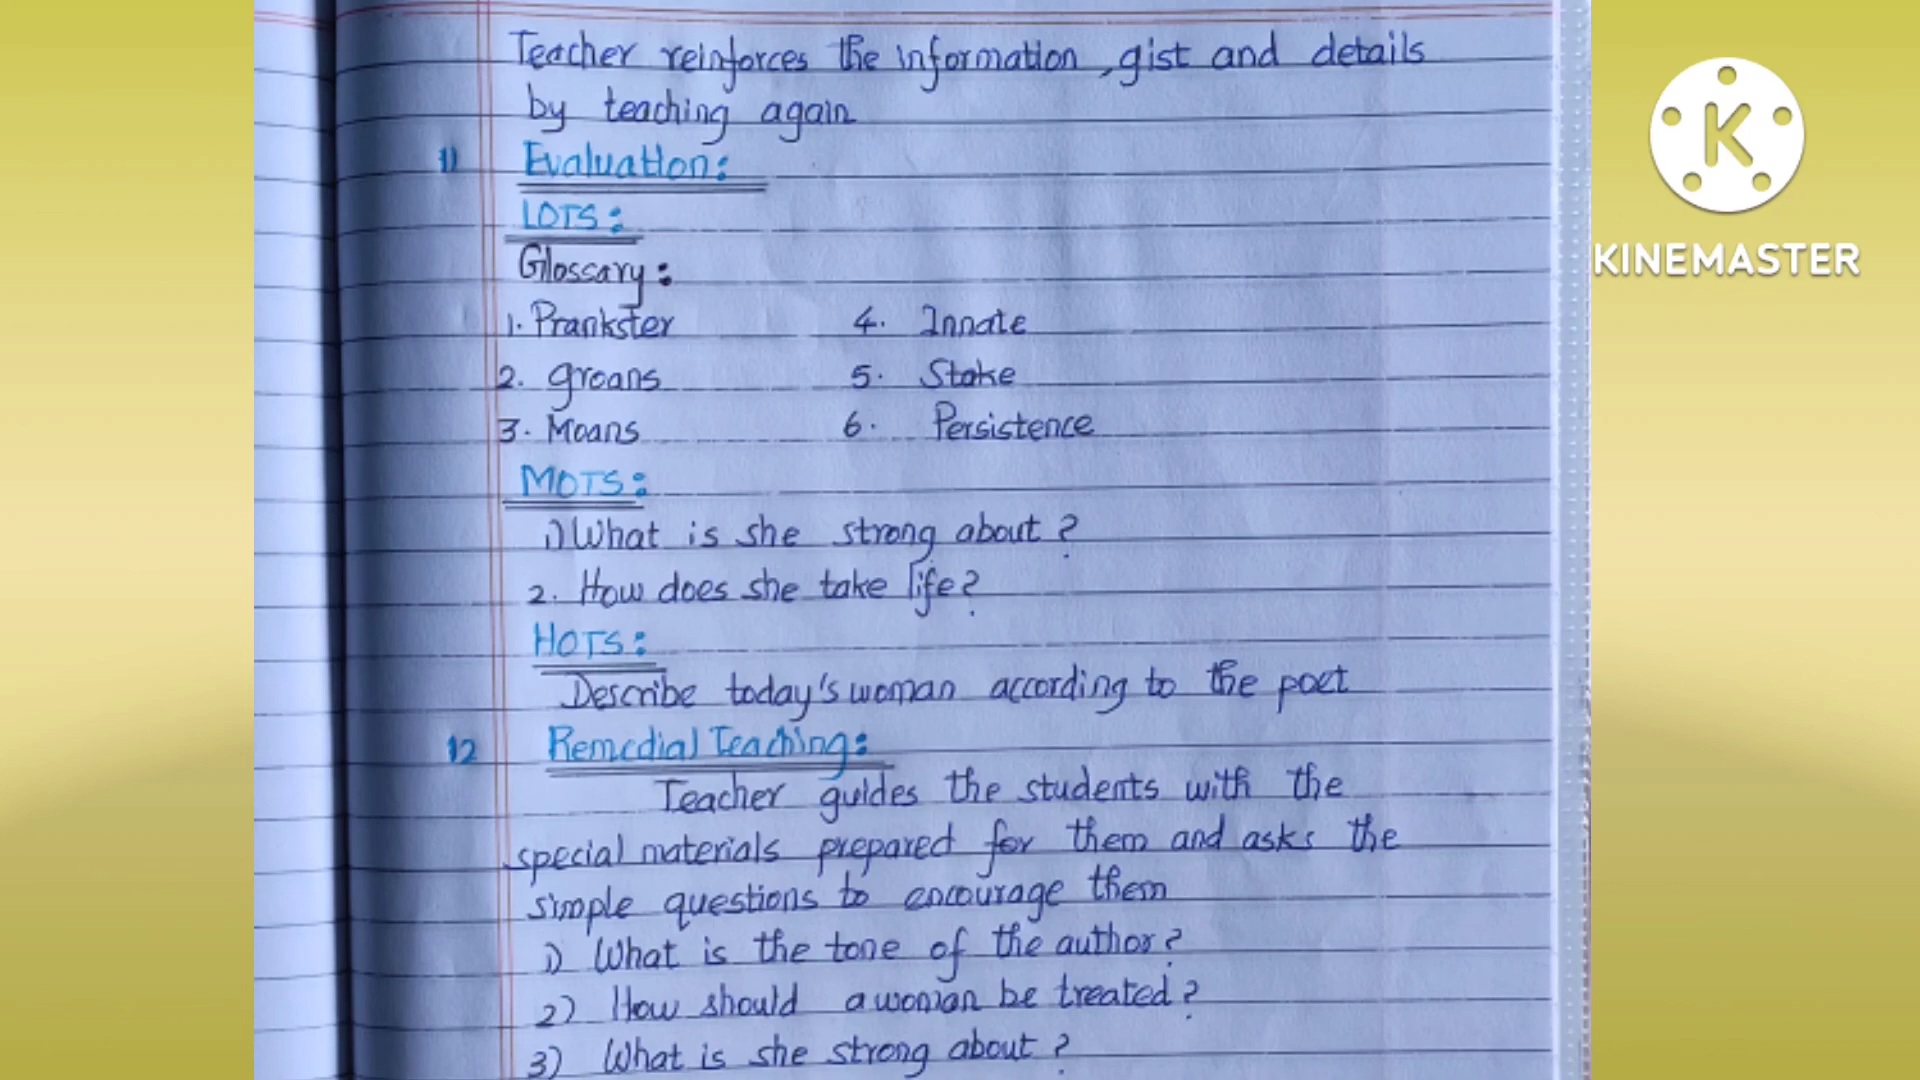 Teacher reinforces the information, gist and details
by teaching again
11 Evaluation:
LOTS:
Glossary:
1. Prankster 4. Innate
2. groans 5. Stake
3. Moans 6. Persistence
MOTS:
1) What is she strong about?
2. How does she take life?
HOTS:
Describe today's woman according to the poet
12 Remedial Teaching:
Teacher guides the students with the
special materials prepared for them and asks the
simple questions to encourage them
1) What is the tone of the author?
2) How should a woman be treated?
3) What is she strong about?
K
KINEMASTER